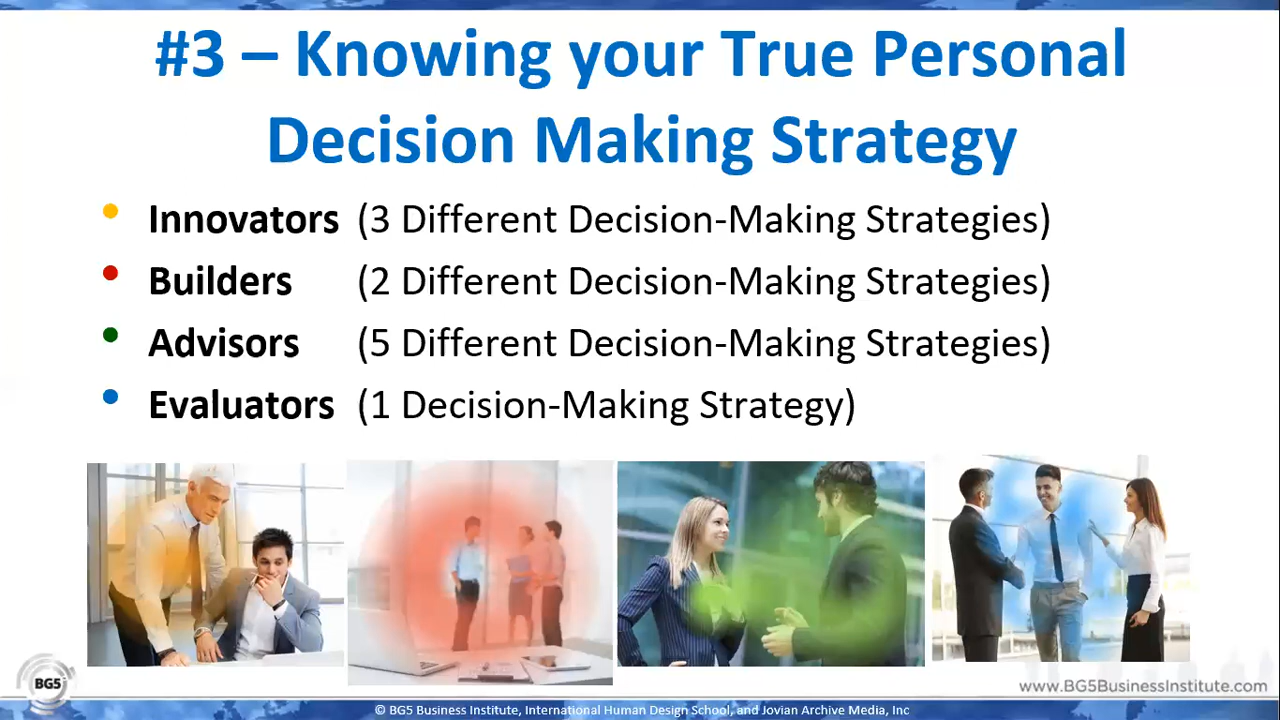 #3 – Knowing your True Personal
Decision Making Strategy
• Innovators (3 Different Decision-Making Strategies)
• Builders (2 Different Decision-Making Strategies)
• Advisors (5 Different Decision-Making Strategies)
• Evaluators (1 Decision-Making Strategy)
BG5
www.BG5BusinessInstitute.com
© BG5 Business Institute, International Human Design School, and Jovian Archive Media, Inc